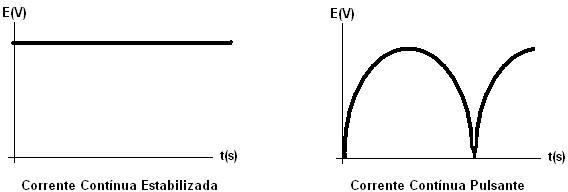 E(V)
t(s)
Corrente Contínua Estabilizada
E(V)
t(s)
Corrente Contínua Pulsante